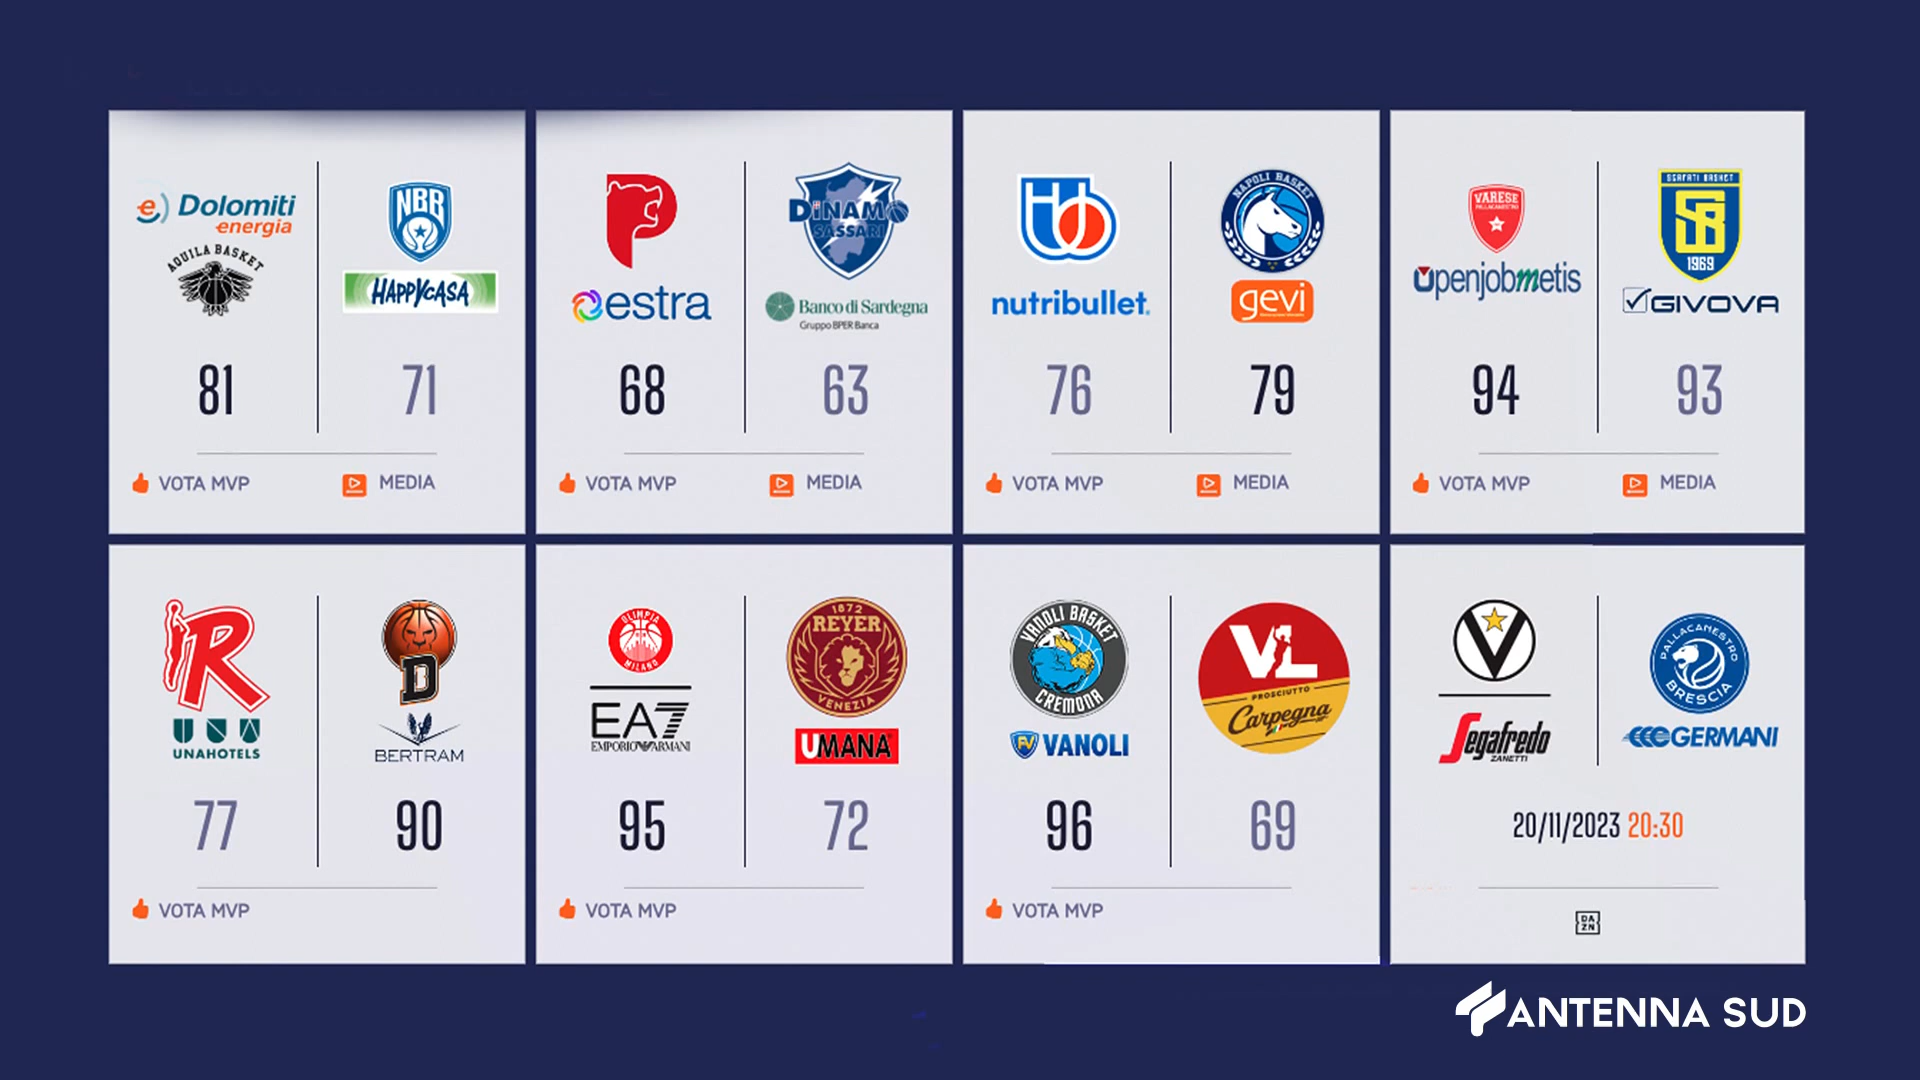 e) Dolomiti
energia
AQUILA BASKET
NBB
HAPPYCASA
81
71
VOTA MVP
MEDIA
P
estra
DINAMO
SASSARI
Banco di Sardegna
Gruppo BPER Banca
68
63
VOTA MVP
MEDIA
nutribullet.
NAPOLI BASKET
gevi
76
79
VOTA MVP
MEDIA
VARESE
PALLACANESTRO
Openjobmetis
SCAFATI BASKET
SB
1969
GIVOVA
94
93
VOTA MVP
MEDIA
R
UNA
UNAHOTELS
D
BERTRAM
77
90
VOTA MVP
OLIMPIA
MILANO
EA7
EMPORIO ARMANI
1872
REYER
VENEZIA
UMANA
95
72
VOTA MVP
VANOLI BASKET
CREMONA
VANOLI
VL
PROSCIUTTO
Carpegna
96
69
VOTA MVP
V
Segafredo
ZANETTI
PALLACANESTRO
BRESCIA
GERMANI
20/11/2023 20:30
DA
ZN
ANTENNA SUD